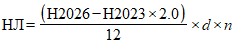 НЛ = (Н2026−Н2023×2.0) / 12 × d × n